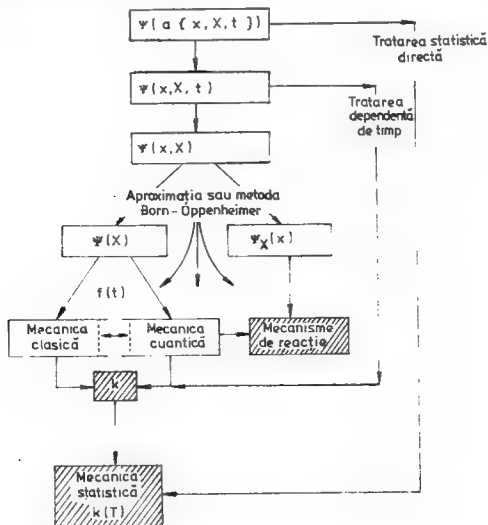 Ψ( a { x, X, t })
Tratarea statistică
directă
Ψ(x,X, t)
Tratarea
dependentă
de timp
Ψ(x,X)
Aproximația sau metoda
Born-Oppenheimer
Ψ(X)
Ψx(x)
f(t)
Mecanica
clasică
Mecanica
cuantică
Mecanisme
de reacție
k
Mecanica
statistică
k(T)